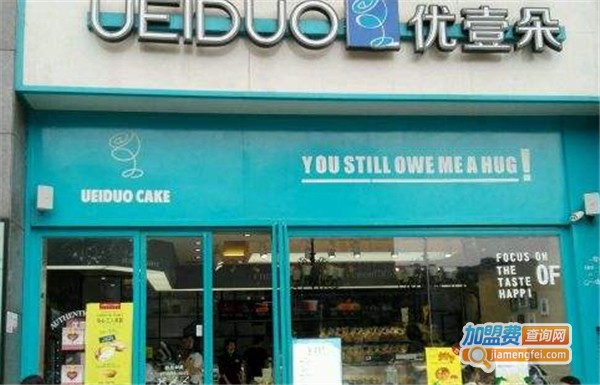 UEIDUO 优壹朵
YOU STILL OWE ME A HUG!
UEIDUO CAKE
FOCUS ON
THE OF
TASTE
HAPPI
AUTHENTI
加盟费查询网
jiamengfei.com